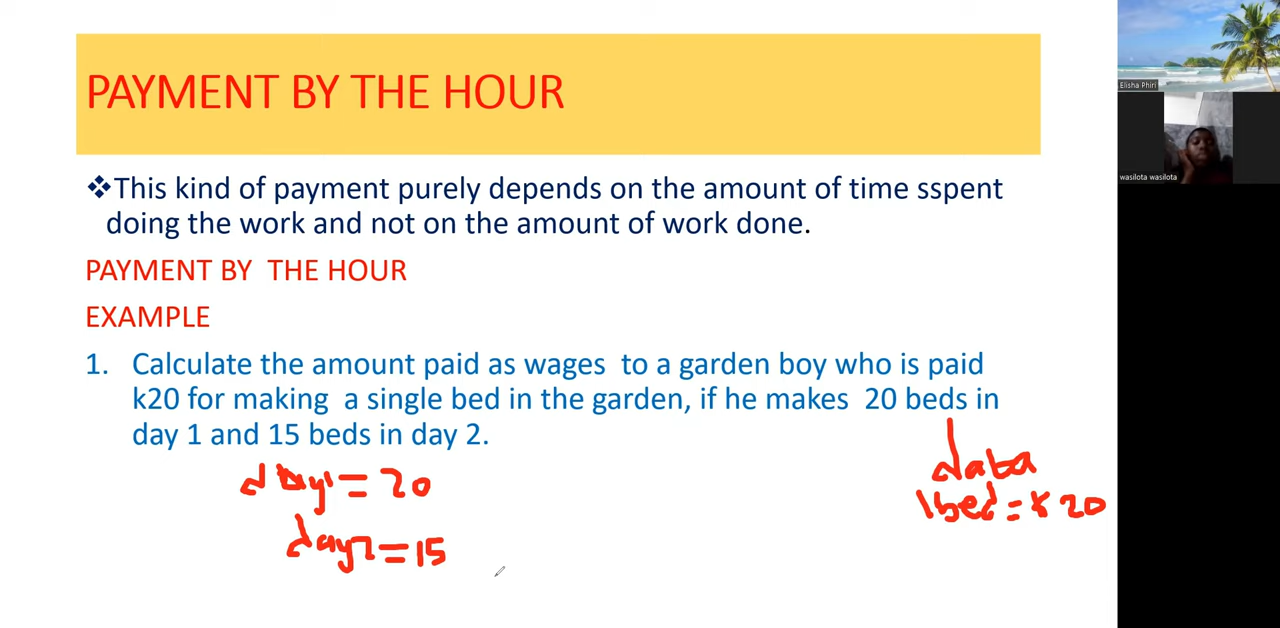 PAYMENT BY THE HOUR
❖This kind of payment purely depends on the amount of time sspent
doing the work and not on the amount of work done.
PAYMENT BY THE HOUR
EXAMPLE
1. Calculate the amount paid as wages to a garden boy who is paid
k20 for making a single bed in the garden, if he makes 20 beds in
day 1 and 15 beds in day 2.
day1 = 20
day2 = 15
data
1bed = K20
Elisha Phiri
wasilota wasilota